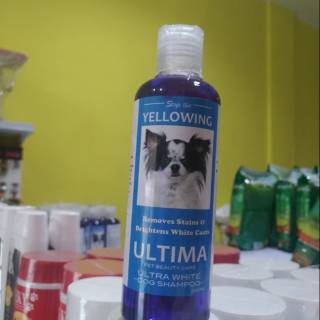 Stop the
YELLOWING
Removes Stains &
Brightens White Coats
ULTIMA
PET BEAUTY CARE
ULTRA WHITE
DOG SHAMPOO